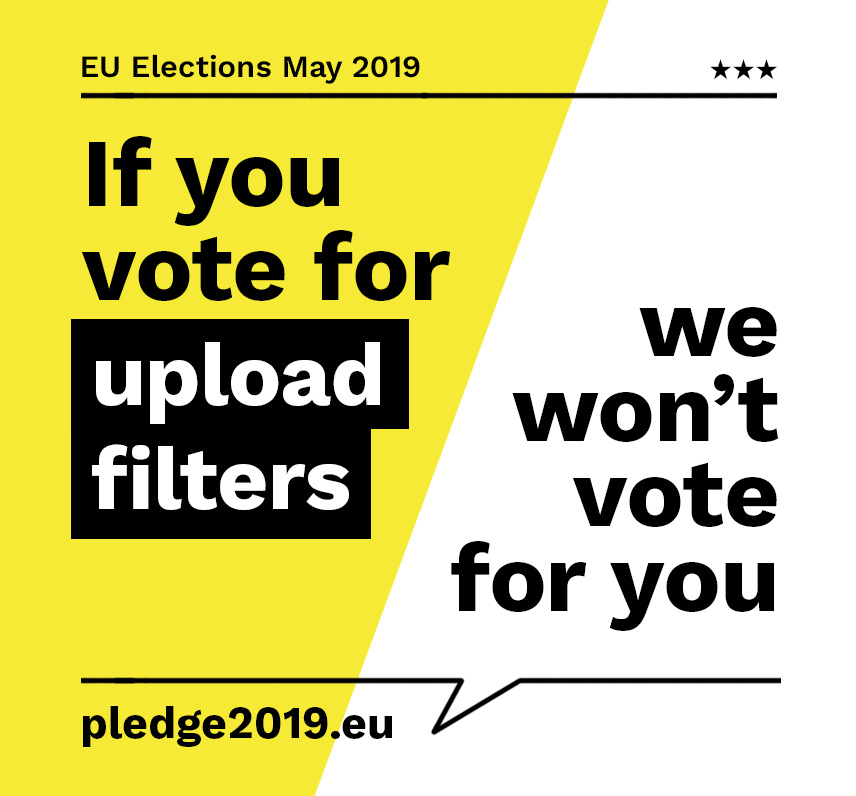 EU Elections May 2019
★★★
If you
vote for
upload
filters
we
won’t
vote
for you
pledge2019.eu